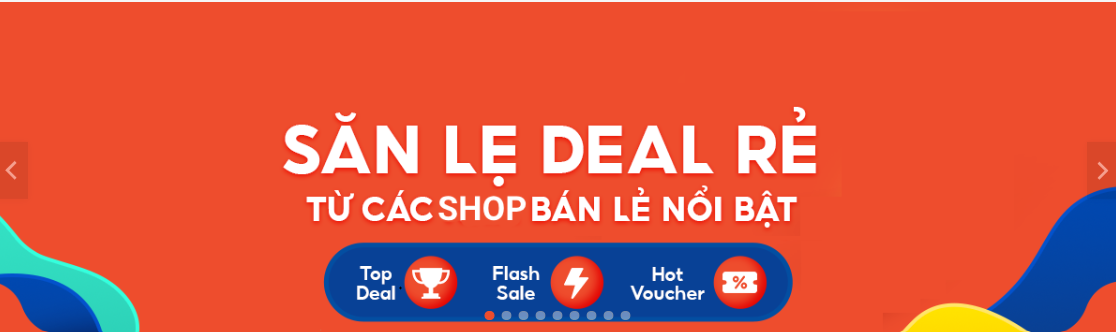 SĂN LẸ DEAL RẺ
TỪ CÁC SHOP BÁN LẺ NỔI BẬT
Top Deal
Flash Sale
Hot Voucher
%